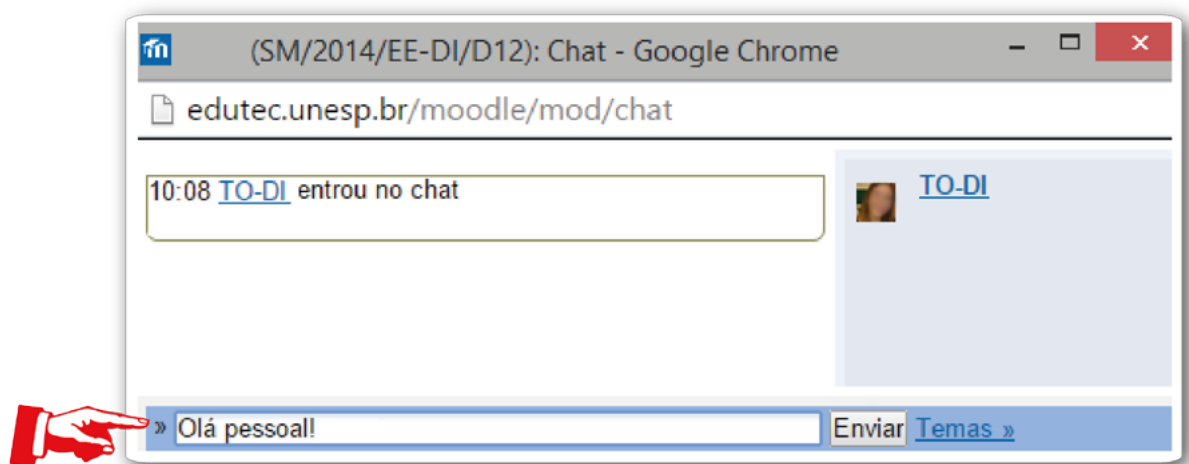 (SM/2014/EE-DI/D12): Chat - Google Chrome
edutec.unesp.br/moodle/mod/chat
10:08 TO-DI entrou no chat
TO-DI
» Olá pessoal! Enviar Temas »